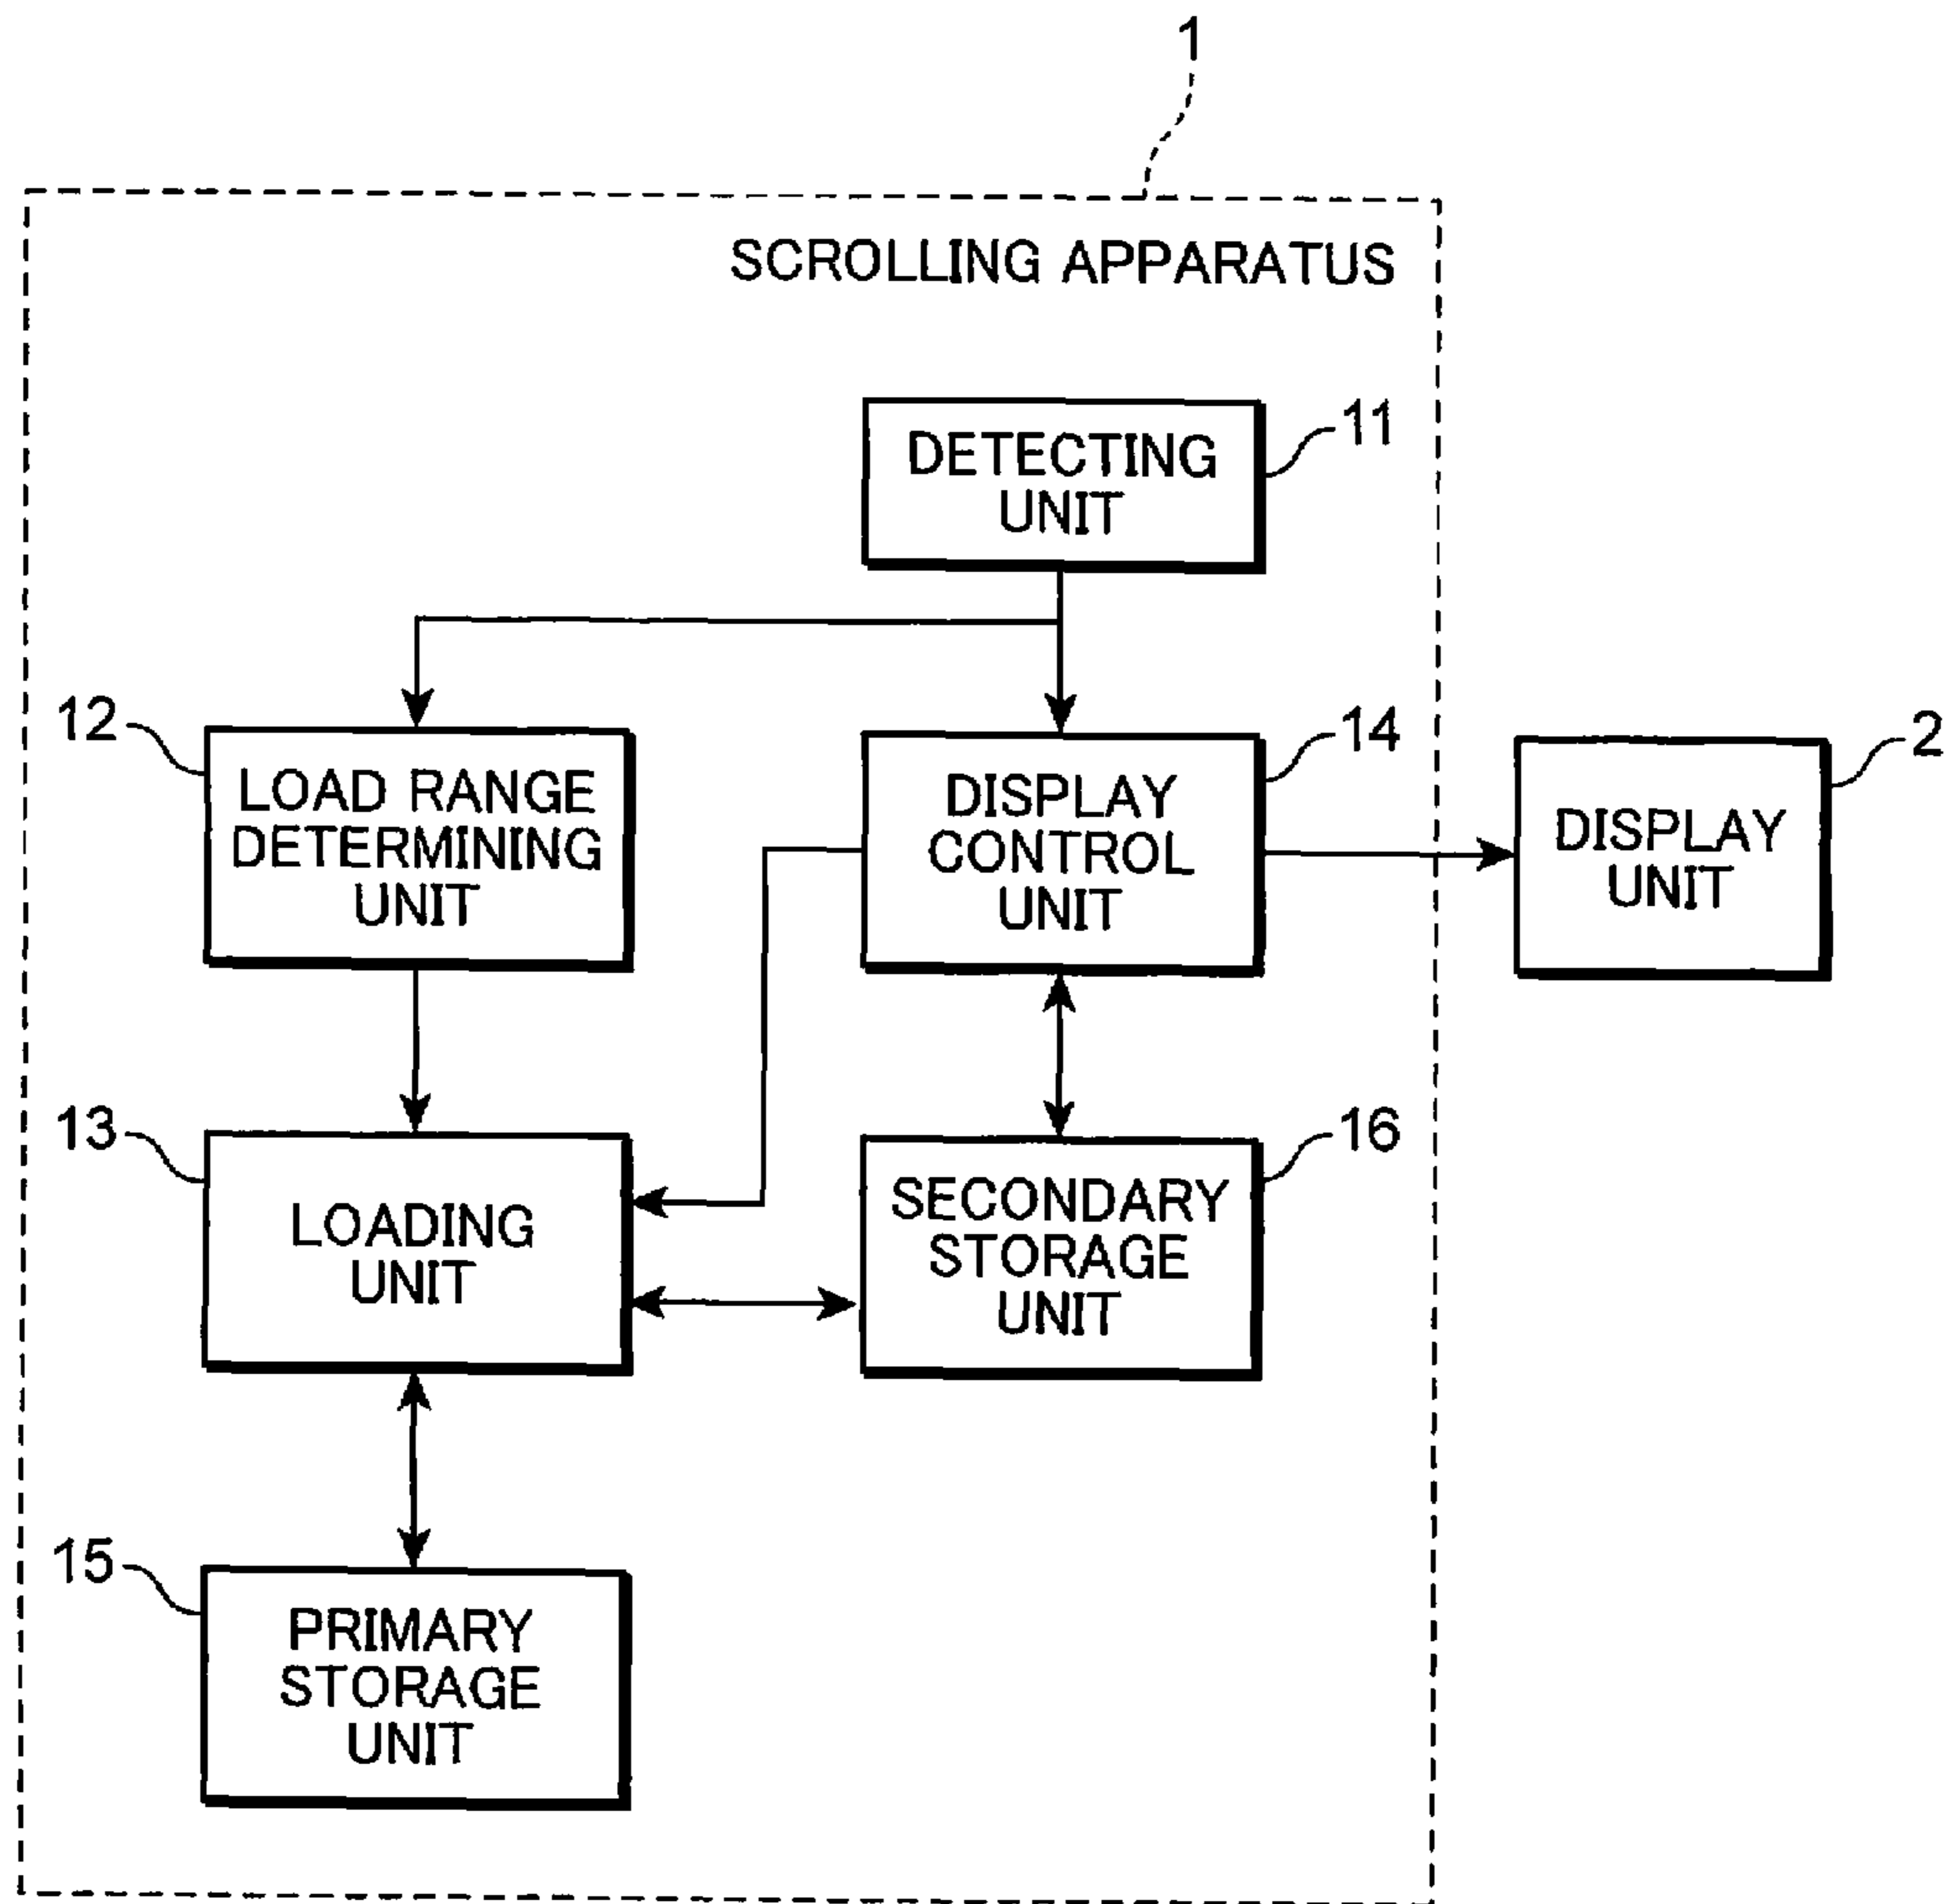 1
SCROLLING APPARATUS
11
DETECTING
UNIT
12
LOAD RANGE
DETERMINING
UNIT
14
DISPLAY
CONTROL
UNIT
2
DISPLAY
UNIT
13
LOADING
UNIT
16
SECONDARY
STORAGE
UNIT
15
PRIMARY
STORAGE
UNIT